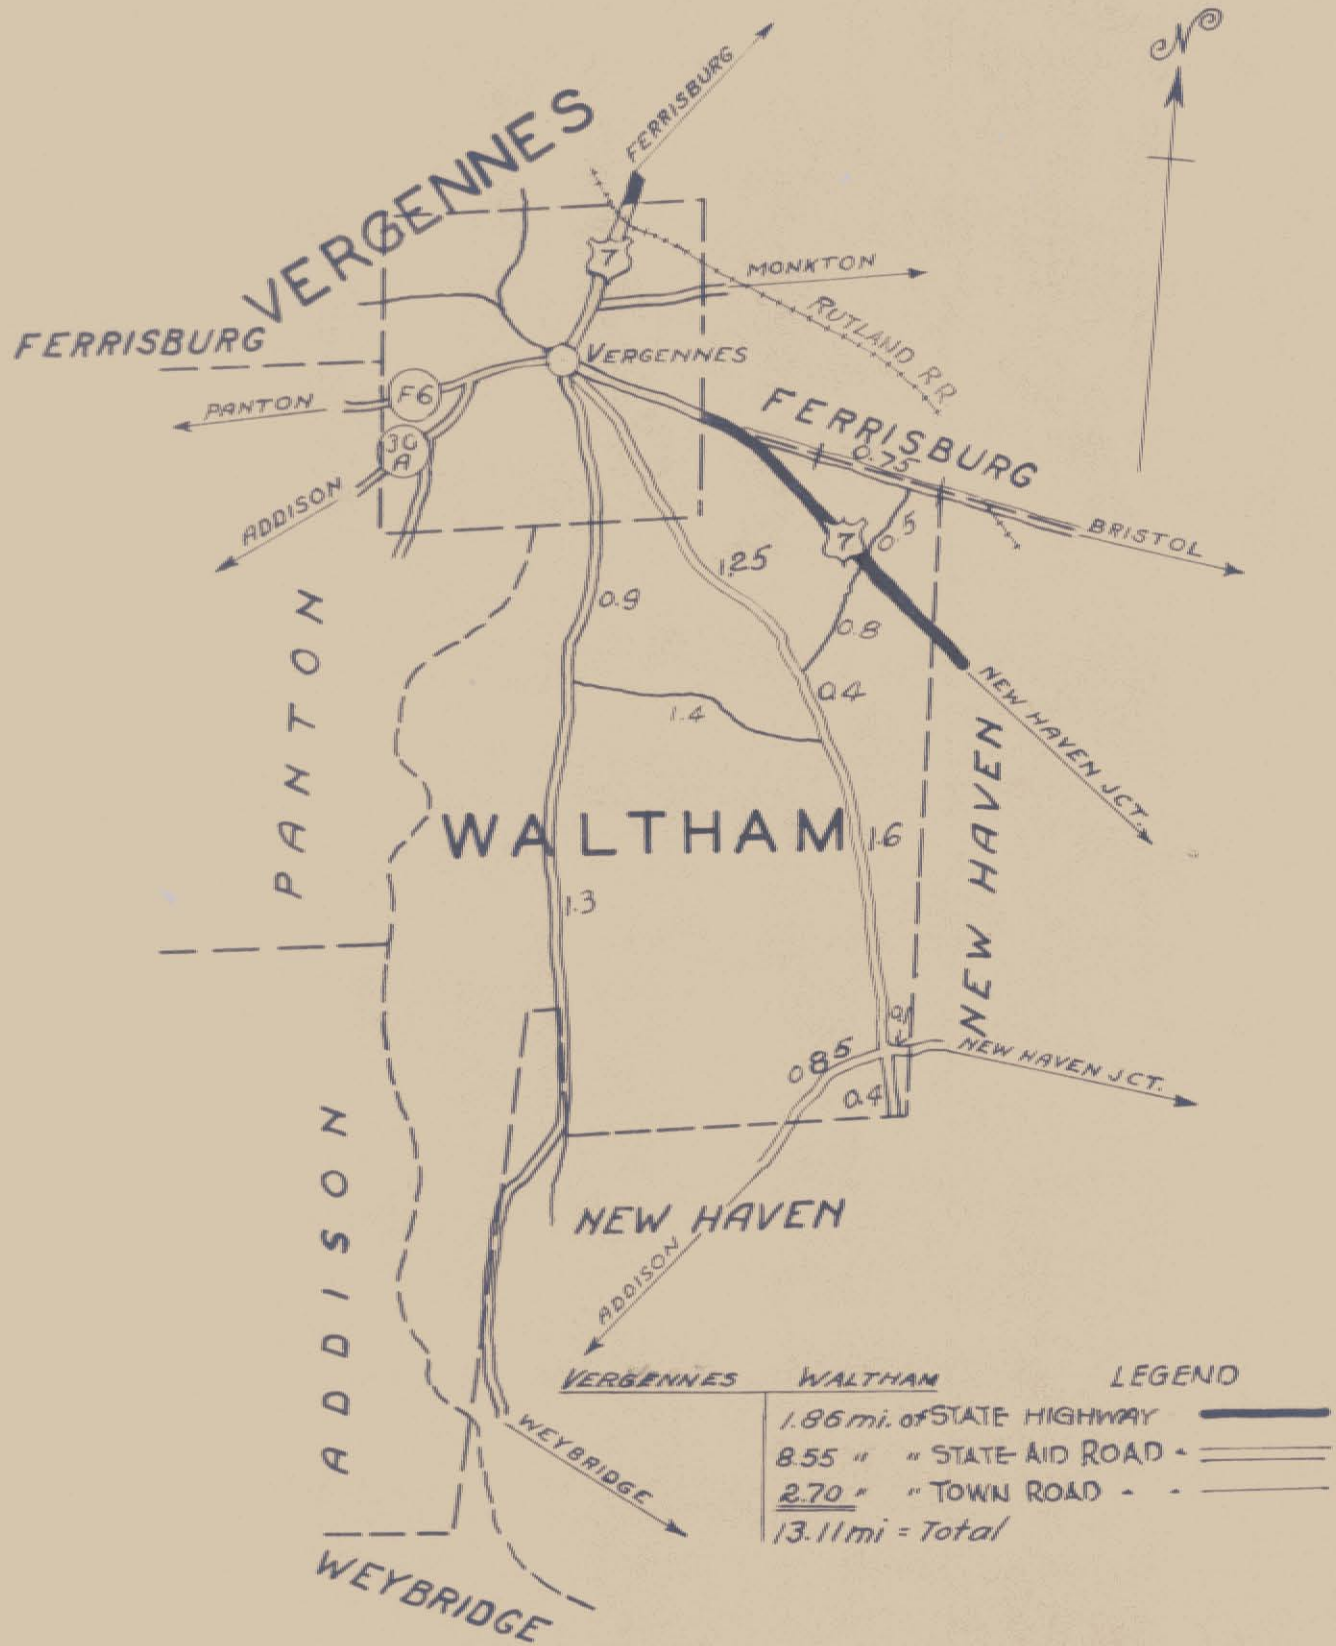 N
FERRISBURG
VERGENNES
7
MONKTON
RUTLAND RR
FERRISBURG
VERGENNES
F6
PANTON
30
A
ADDISON
FERRISBURG
0.75
BRISTOL
7
0.5
1.25
0.9
0.8
0.4
1.4
NEW HAVEN JCT.
PANTON
WALTHAM
1.6
NEW HAVEN
1.3
0.1
0.85
NEW HAVEN JCT.
0.4
ADDISON
NEW HAVEN
ADDISON
WEYBRIDGE
WEYBRIDGE
VERGENNES WALTHAM LEGEND
1.86 mi. of STATE HIGHWAY
8.55 " " STATE AID ROAD -
2.70 " " TOWN ROAD - -
13.11 mi = Total